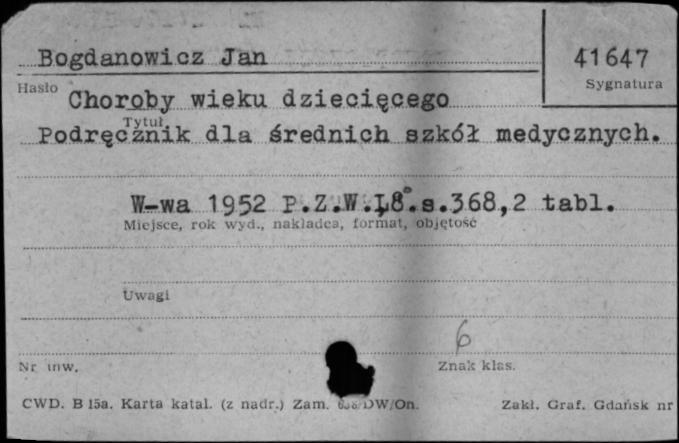 Bogdanowicz Jan
41647
Hasło
Sygnatura
Choroby wieku dziecięcego
Tytuł
Podręcznik dla średnich szkół medycznych.
W-wa 1952 P.Z.W.L8°.s.368,2 tabl.
Miejsce, rok wyd., nakładca, format, objętość
Uwagi
6
Nr inw.
Znak klas.
CWD. B 15a. Karta katal. (z nadr.) Zam. DW/On.
Zakł. Graf. Gdańsk nr